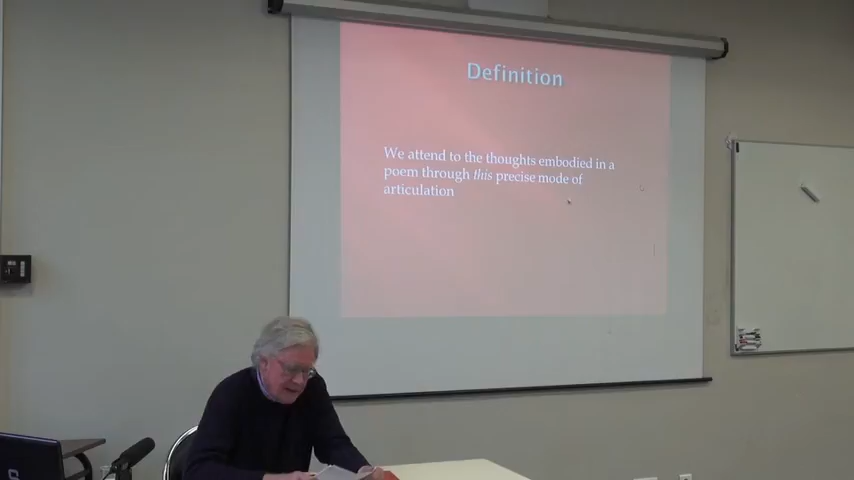 Definition
We attend to the thoughts embodied in a
poem through this precise mode of
articulation